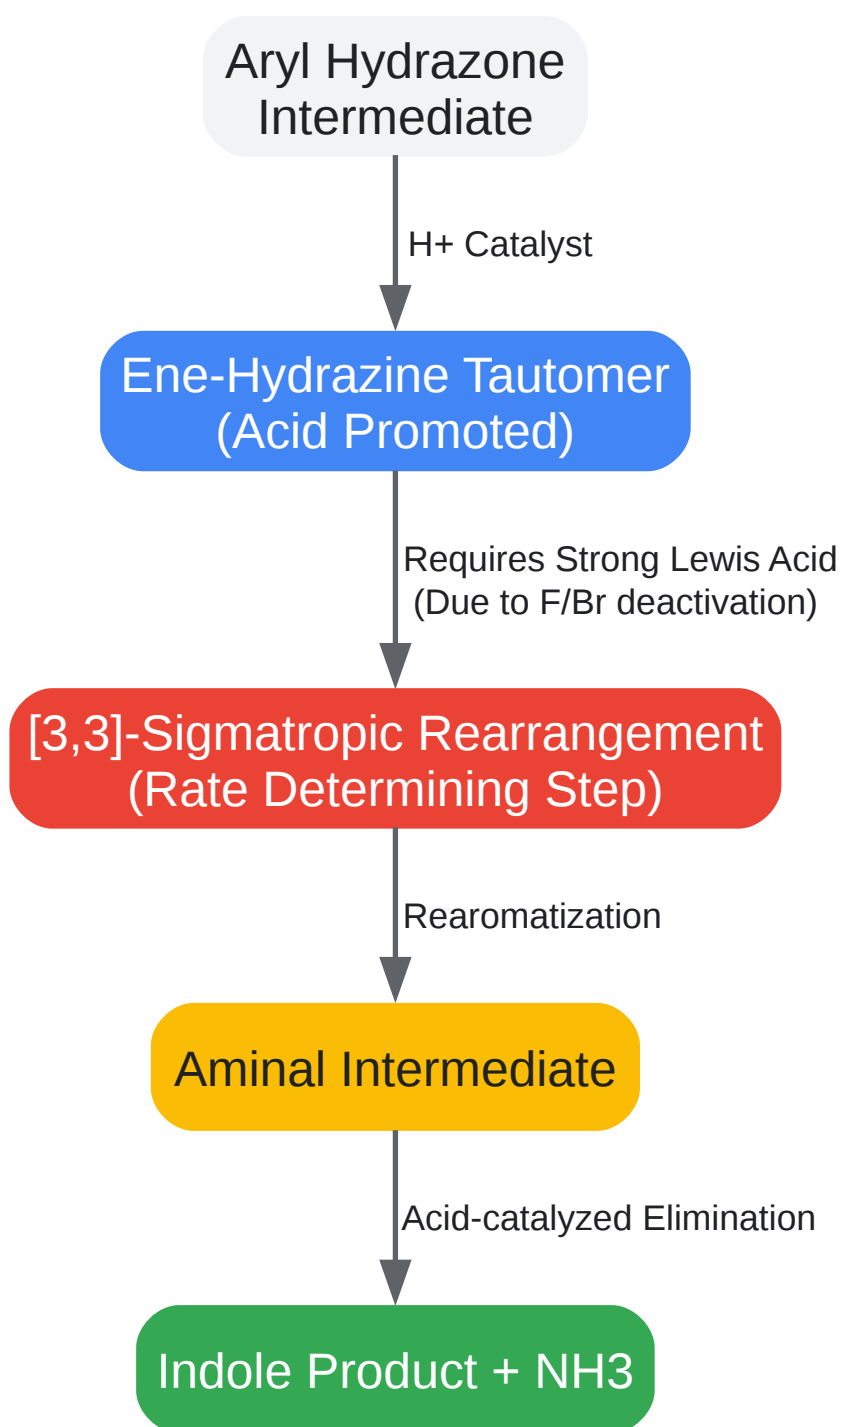 Aryl Hydrazone
Intermediate
H+ Catalyst
Ene-Hydrazine Tautomer
(Acid Promoted)
Requires Strong Lewis Acid
(Due to F/Br deactivation)
[3,3]-Sigmatropic Rearrangement
(Rate Determining Step)
Rearomatization
Aminal Intermediate
Acid-catalyzed Elimination
Indole Product + NH3